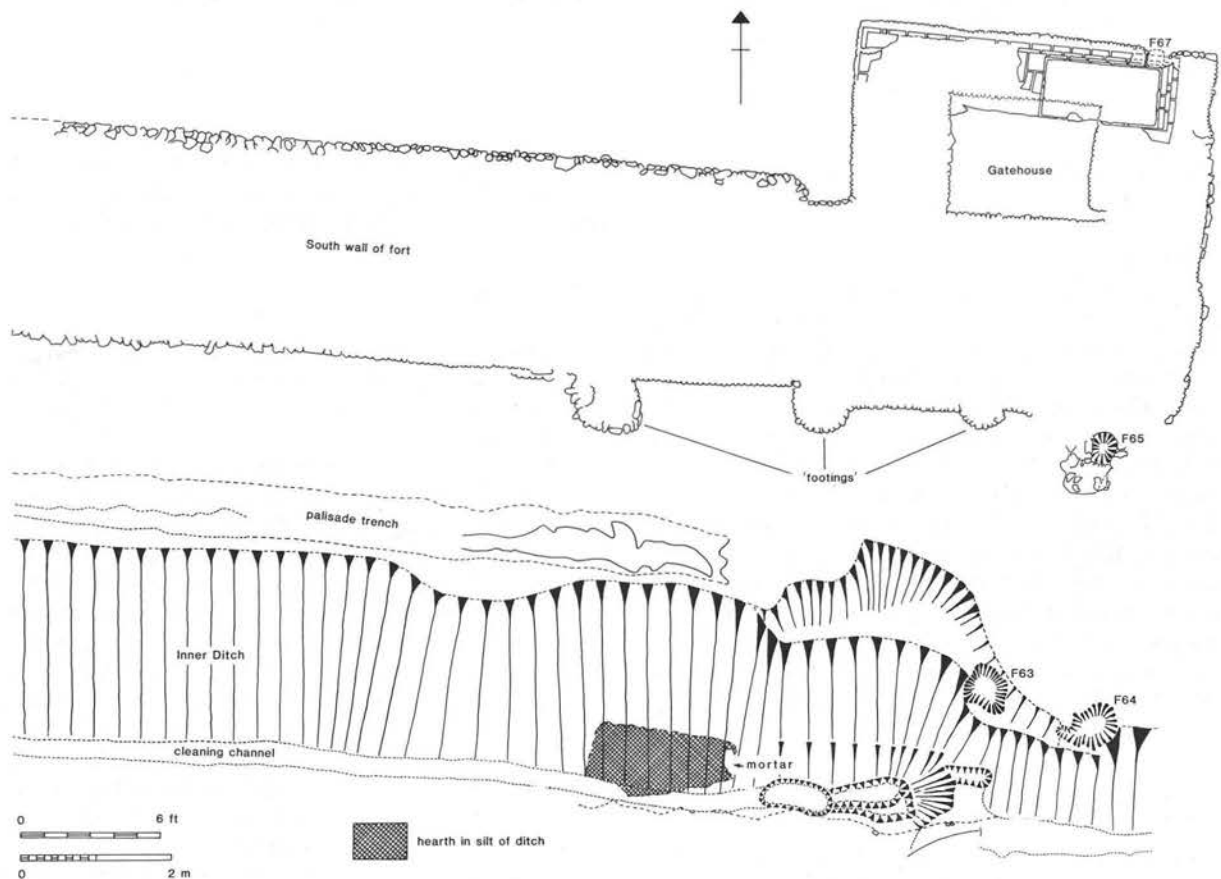 F67
Gatehouse
South wall of fort
F65
'footings'
palisade trench
Inner Ditch
F63
F64
cleaning channel
mortar
0 6 ft
hearth in silt of ditch
0 2 m